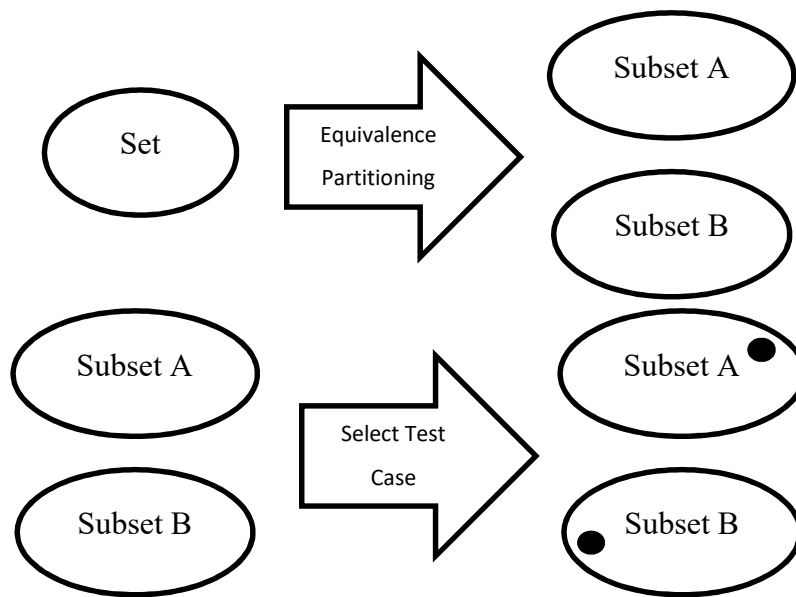 Subset A
Set
Equivalence
Partitioning
Subset B
Subset A
Subset A
Select Test
Case
Subset B
Subset B